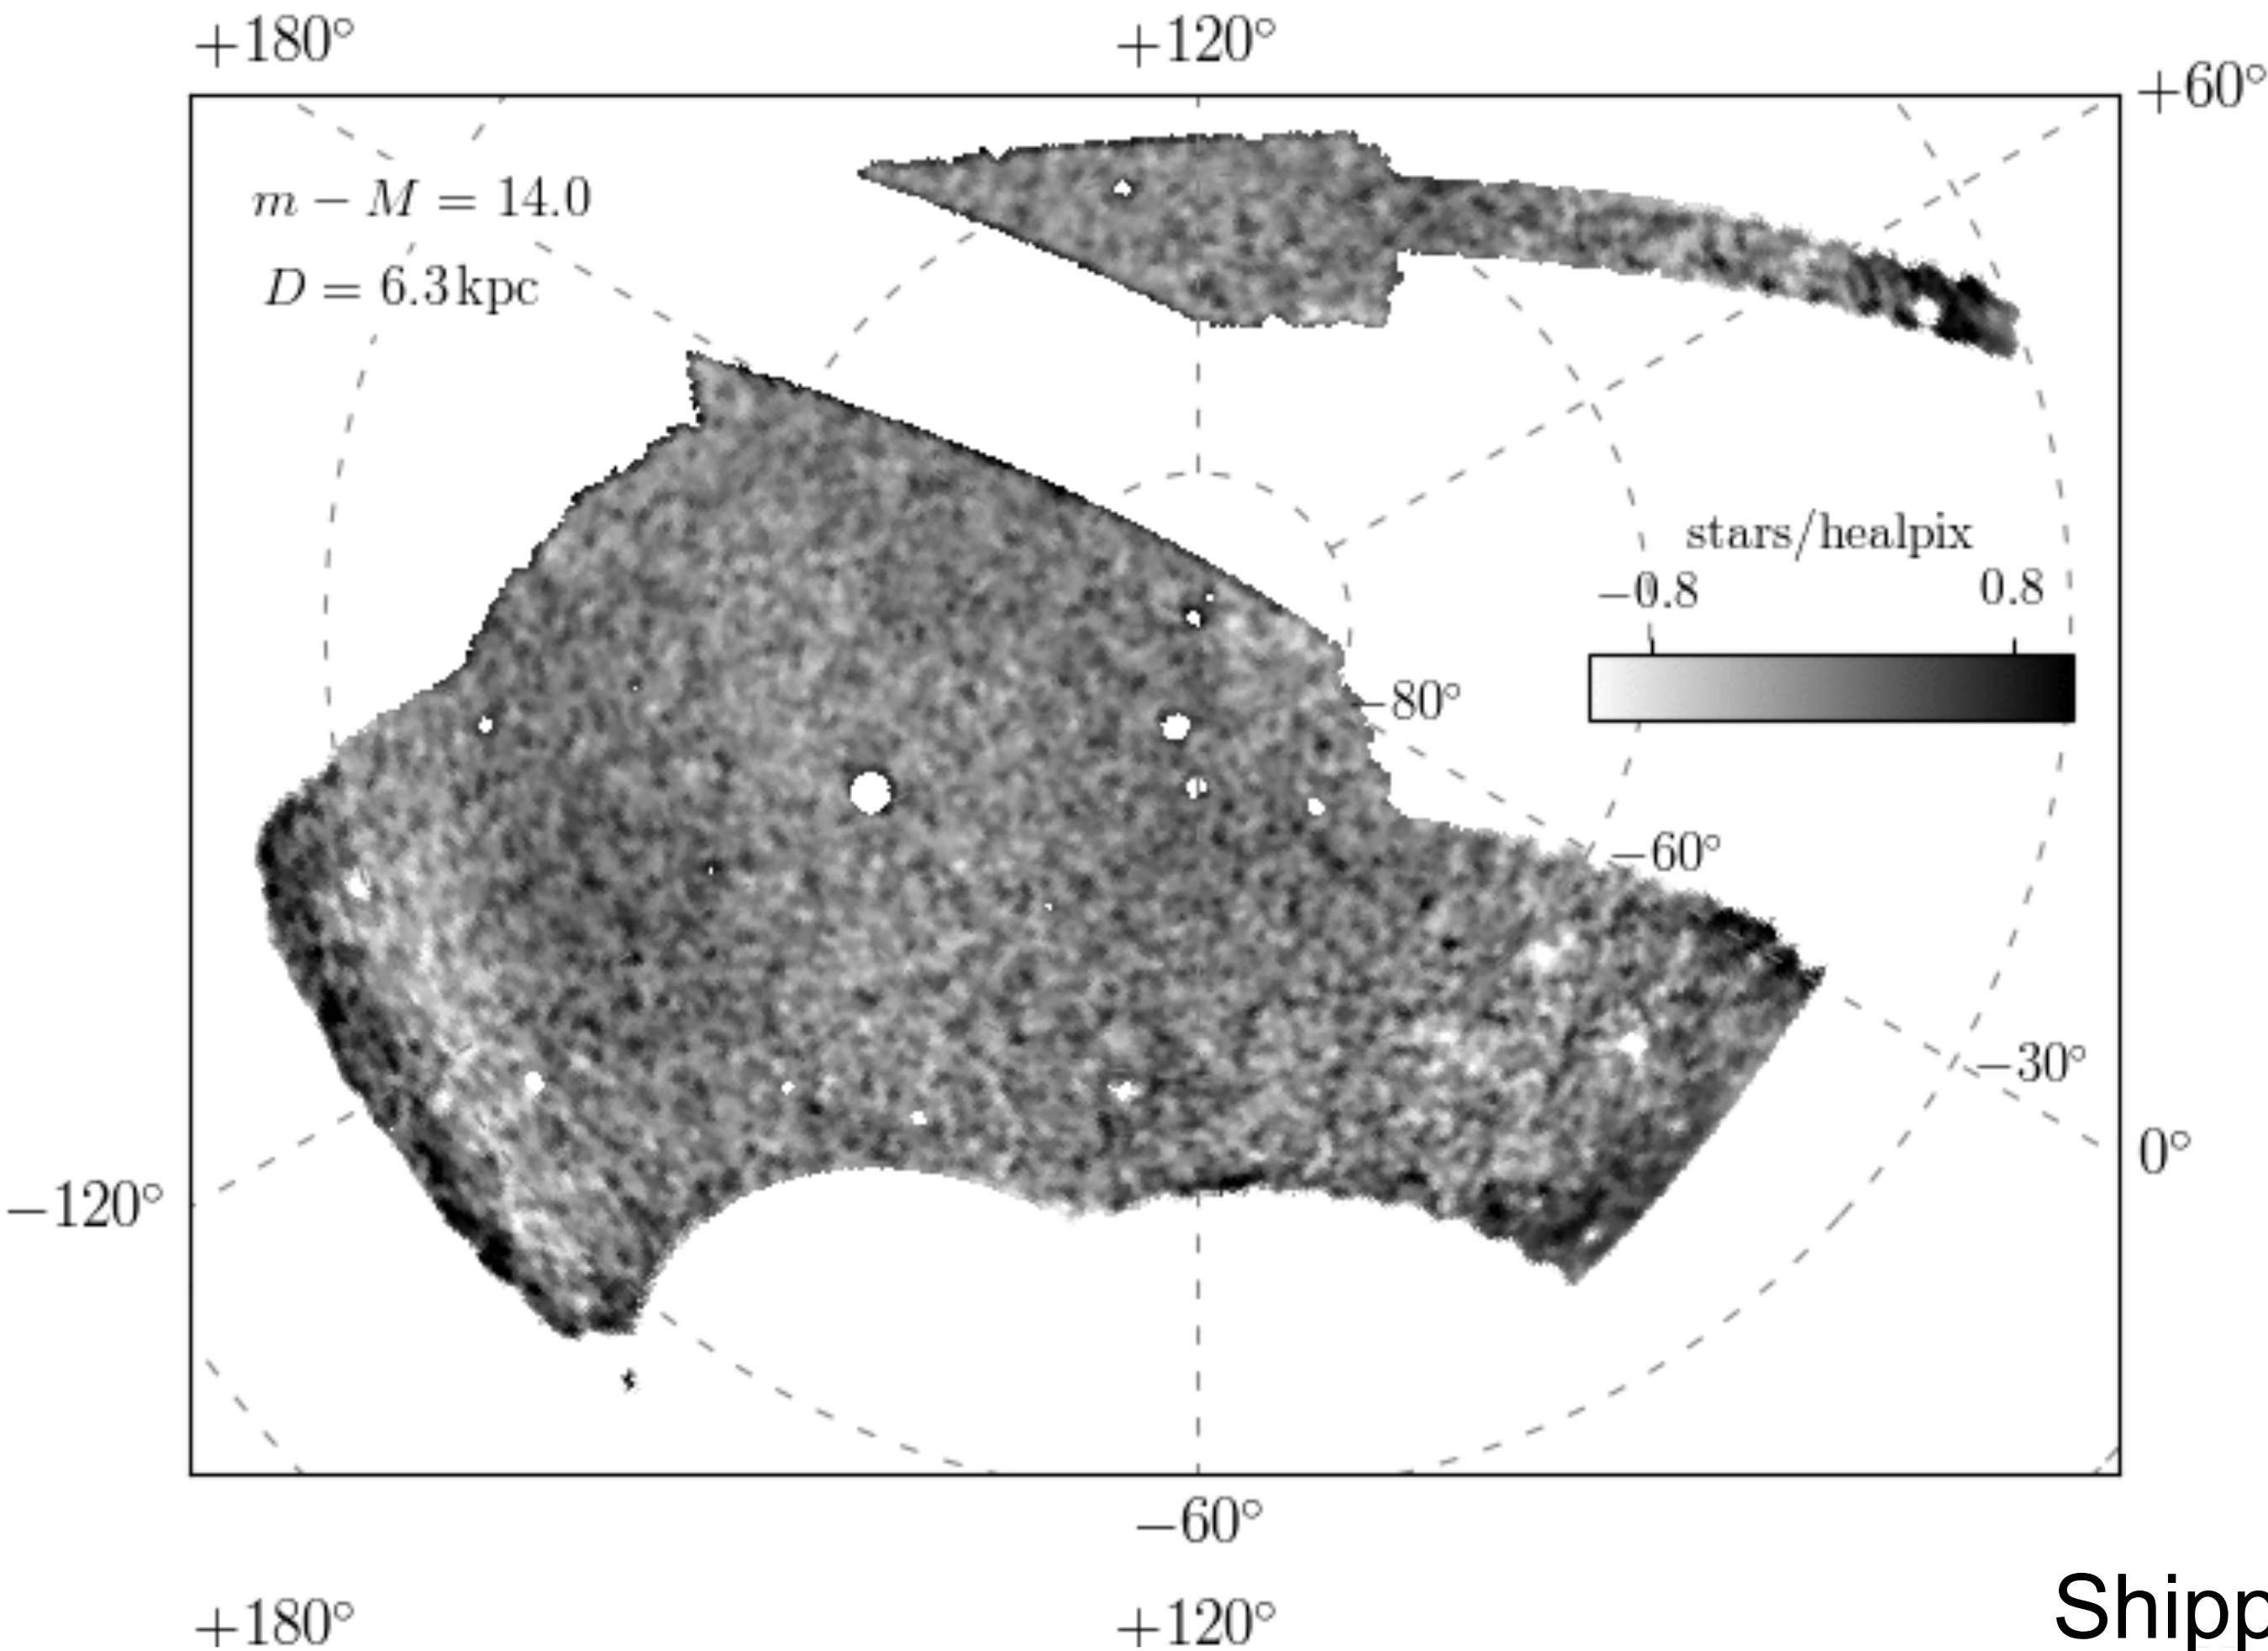 +180° +120° +60°
m − M = 14.0
D = 6.3 kpc
stars/healpix
−0.8 0.8
−80°
−60°
−30°
0°
−120°
−60°
Shipp
+180° +120°